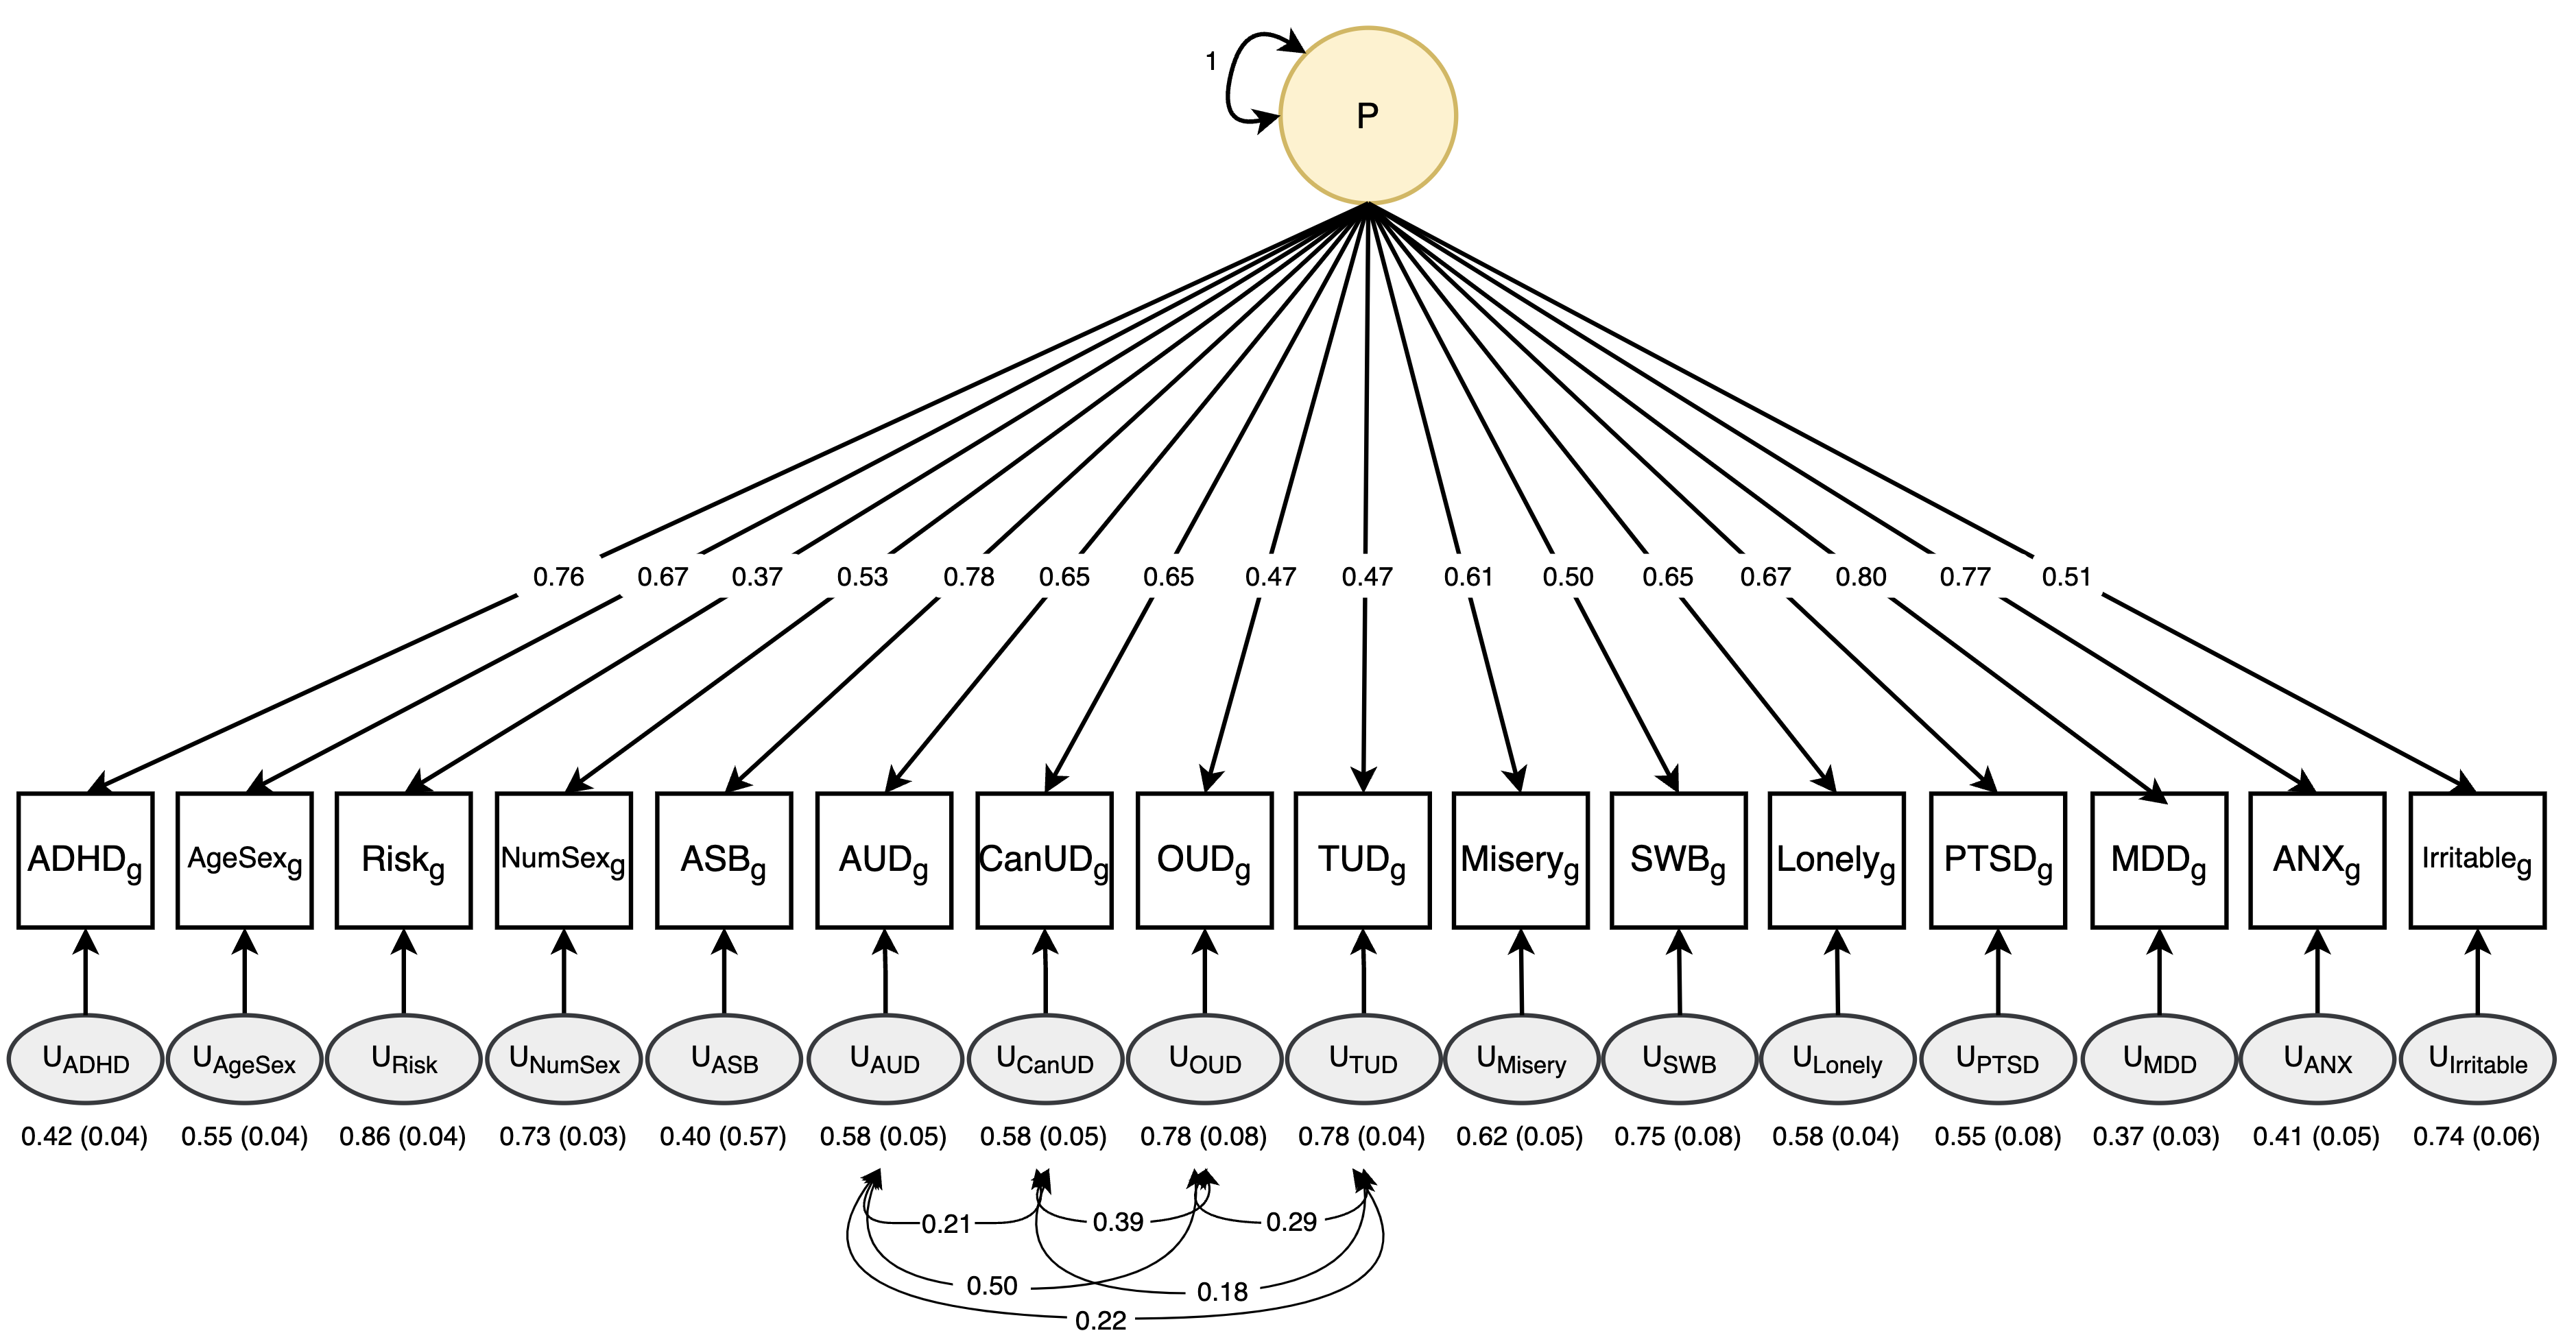 1
P
0.76 0.67 0.37 0.53 0.78 0.65 0.65 0.47 0.47 0.61 0.50 0.65 0.67 0.80 0.77 0.51
ADHDg AgeSexg Riskg NumSexg ASBg AUDg CanUDg OUDg TUDg Miseryg SWBg Lonelyg PTSDg MDDg ANXg Irritableg
UADHD UAgeSex URisk UNumSex UASB UAUD UCanUD UOUD UTUD UMisery USWB ULonely UPTSD UMDD UANX UIrritable
0.42 (0.04) 0.55 (0.04) 0.86 (0.04) 0.73 (0.03) 0.40 (0.57) 0.58 (0.05) 0.58 (0.05) 0.78 (0.08) 0.78 (0.04) 0.62 (0.05) 0.75 (0.08) 0.58 (0.04) 0.55 (0.08) 0.37 (0.03) 0.41 (0.05) 0.74 (0.06)
0.21 0.39 0.29
0.50 0.18
0.22